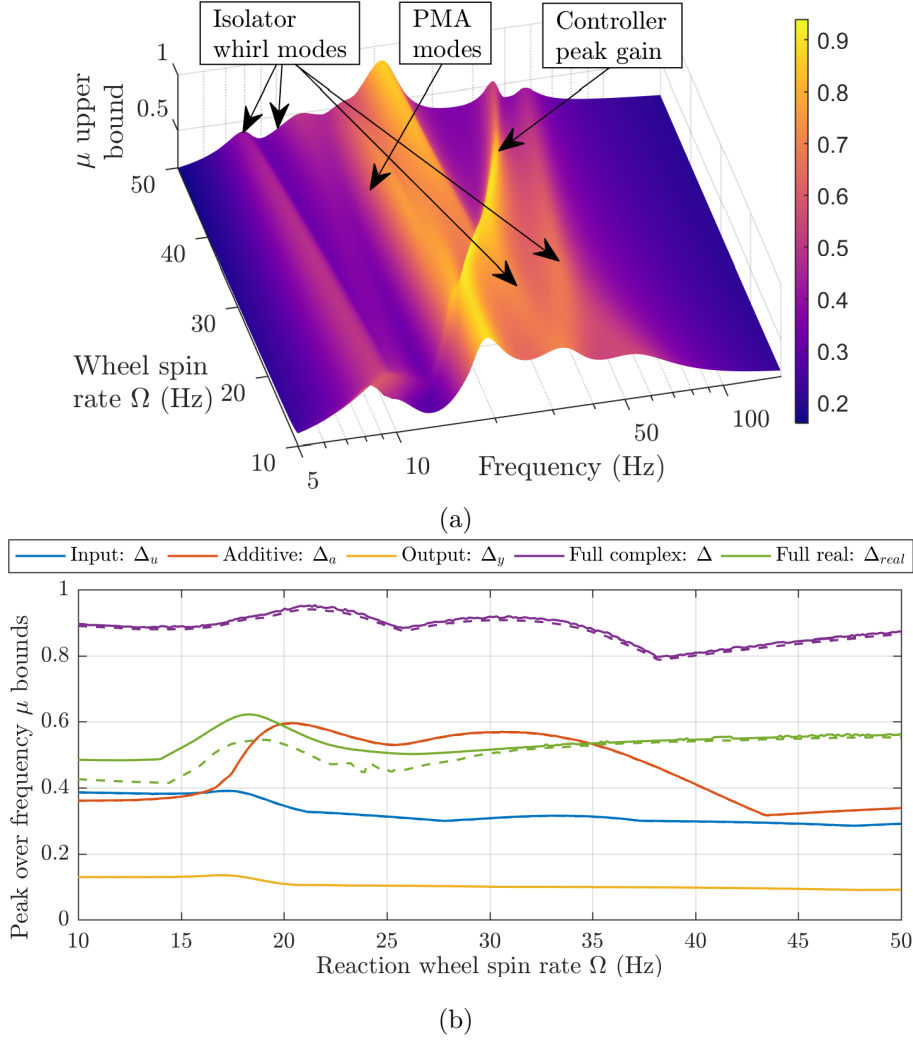 Isolator
whirl modes
PMA
modes
Controller
peak gain
1
0.5
μ upper
bound
50
40
30
20
10
Wheel spin
rate Ω (Hz)
5
10
50
100
Frequency (Hz)
0.9
0.8
0.7
0.6
0.5
0.4
0.3
0.2
(a)
Input: Δu Additive: Δa Output: Δy Full complex: Δ Full real: Δreal
Peak over frequency μ bounds
1
0.8
0.6
0.4
0.2
0
10 15 20 25 30 35 40 45 50
Reaction wheel spin rate Ω (Hz)
(b)